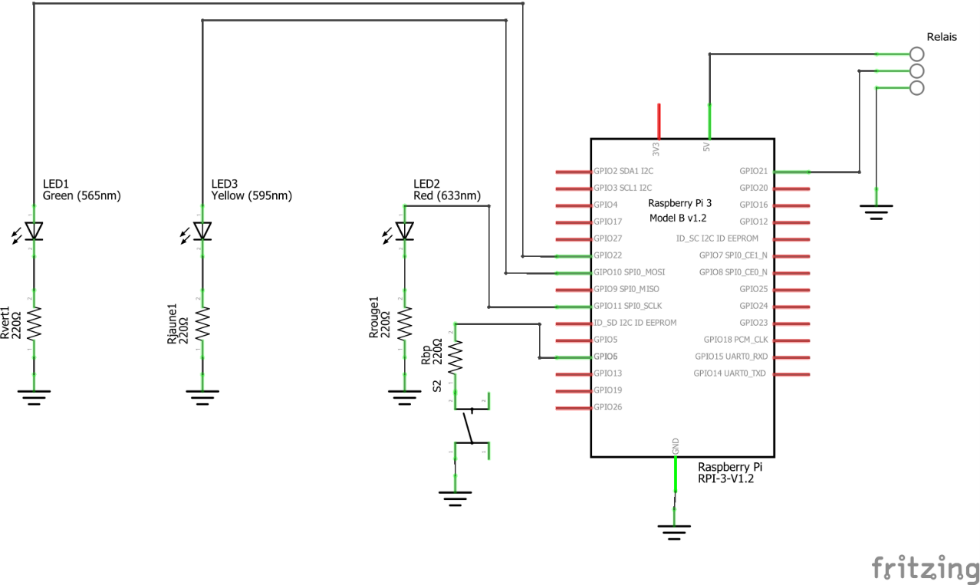 Relais
LED1
Green (565nm)
LED3
Yellow (595nm)
LED2
Red (633nm)
3V3
5V
GPIO2 SDA1 I2C
GPIO3 SCL1 I2C
GPIO4
GPIO17
GPIO27
GPIO22
GPIO10 SPI0_MOSI
GPIO9 SPI0_MISO
GPIO11 SPI0_SCLK
ID_SD I2C ID EEPROM
GPIO5
GPIO6
GPIO13
GPIO19
GPIO26
Raspberry Pi 3
Model B v1.2
GPIO21
GPIO20
GPIO16
GPIO12
ID_SC I2C ID EEPROM
GPIO7 SPI0_CE1_N
GPIO8 SPI0_CE0_N
GPIO25
GPIO24
GPIO23
GPIO18 PCM_CLK
GPIO15 UART0_RXD
GPIO14 UART0_TXD
Rvert1
220Ω
Rjaune1
220Ω
Rrouge1
220Ω
Rbp
220Ω
S2
GND
Raspberry Pi
RPI-3-V1.2
fritzing